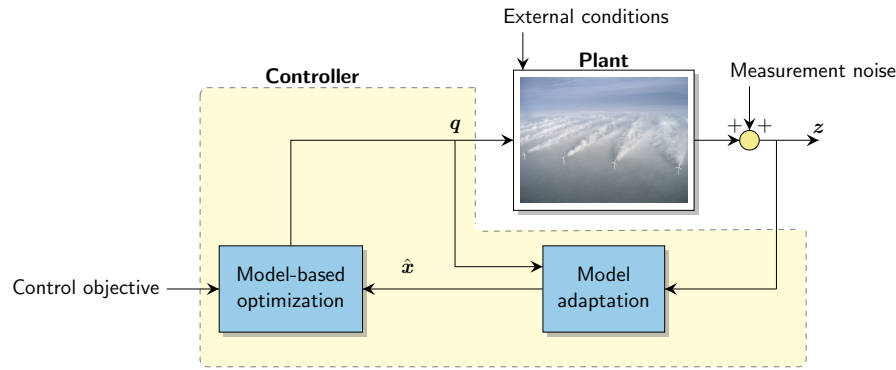 External conditions
Plant
Controller
Measurement noise
q
+ +
z
Model-based
optimization
x̂
Model
adaptation
Control objective